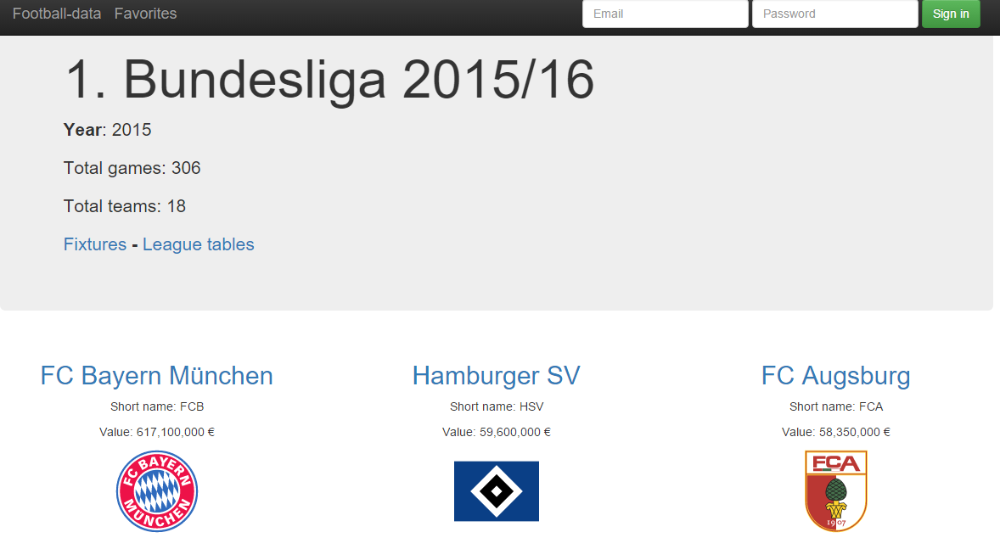 Football-data Favorites Email Password Sign in
1. Bundesliga 2015/16
Year: 2015
Total games: 306
Total teams: 18
Fixtures - League tables
FC Bayern München Hamburger SV FC Augsburg
Short name: FCB Short name: HSV Short name: FCA
Value: 617,100,000 € Value: 59,600,000 € Value: 58,350,000 €
FC BAYERN MÜNCHEN
FCA
1907